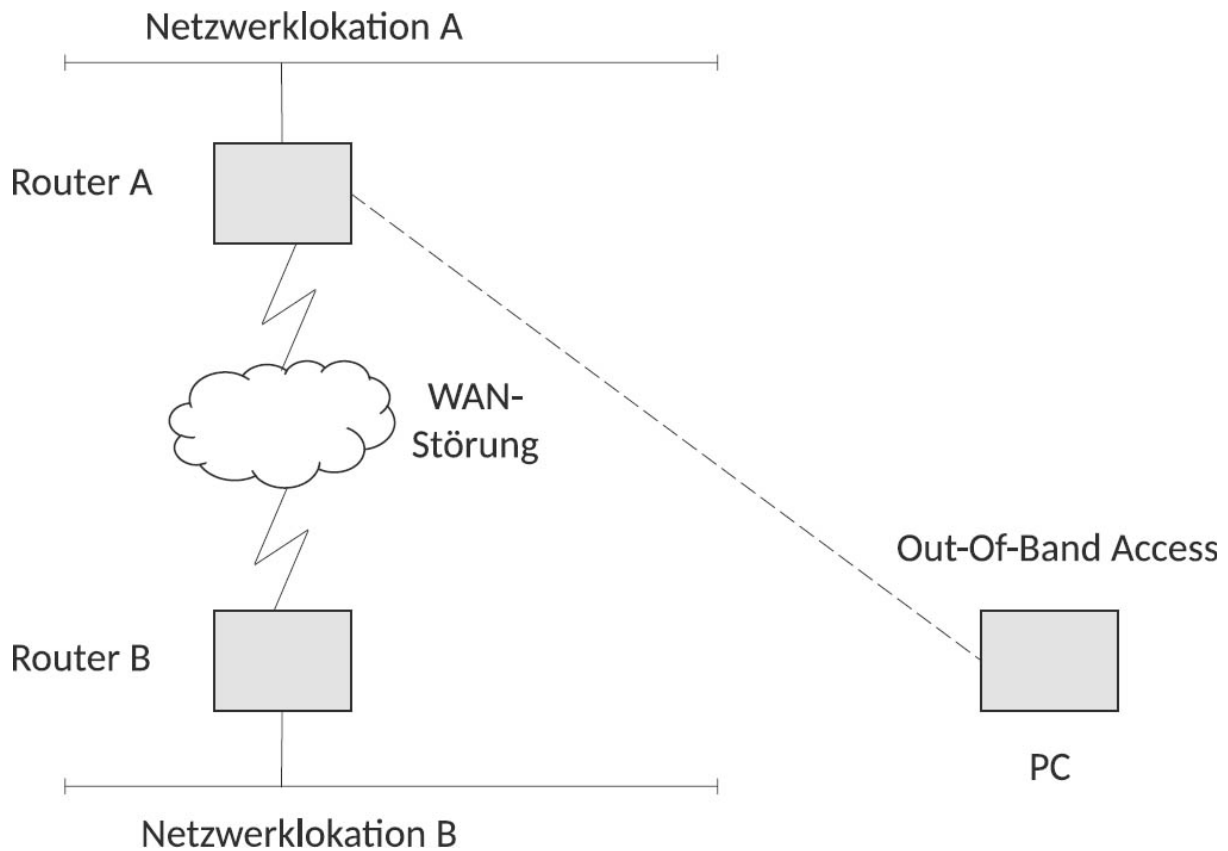 Netzwerklokation A
Router A
WAN-
Störung
Out-Of-Band Access
Router B
PC
Netzwerklokation B